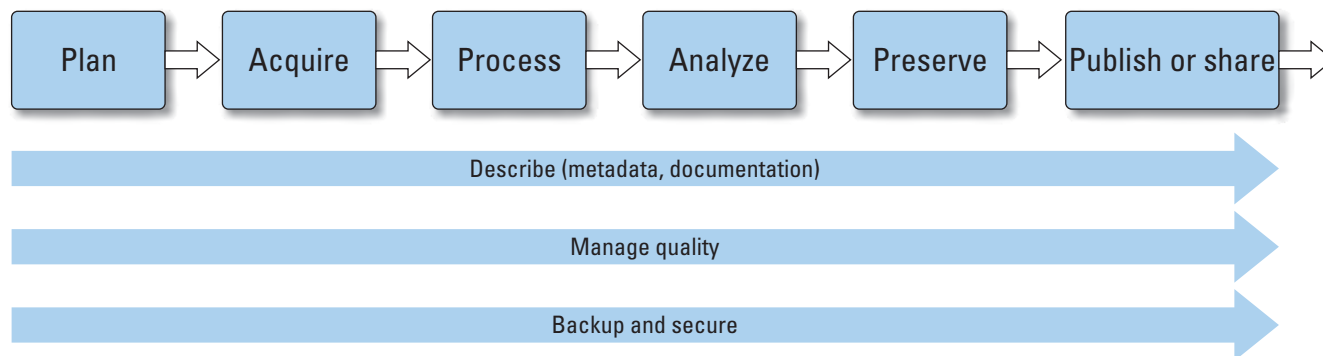 Plan
Acquire
Process
Analyze
Preserve
Publish or share
Describe (metadata, documentation)
Manage quality
Backup and secure